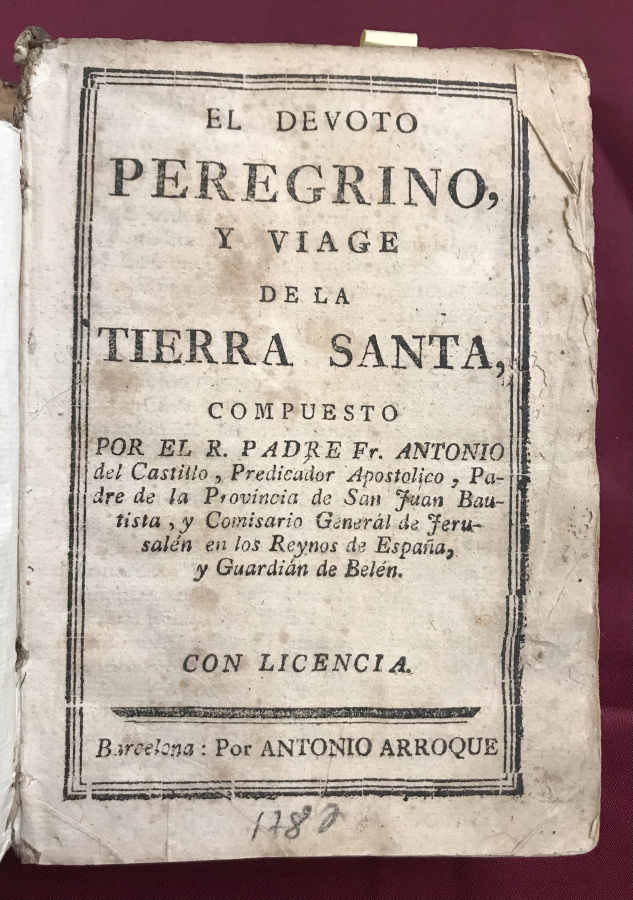 EL DEVOTO
PEREGRINO,
Y VIAGE
DE LA
TIERRA SANTA,
COMPUESTO
POR EL R. PADRE Fr. ANTONIO
del Castillo, Predicador Apostolico, Pa-
dre de la Provincia de San Juan Bau-
tista, y Comisario Generál de Jeru-
salén en los Reynos de España,
y Guardián de Belén.
CON LICENCIA.
Barcelona: Por ANTONIO ARROQUE
1782